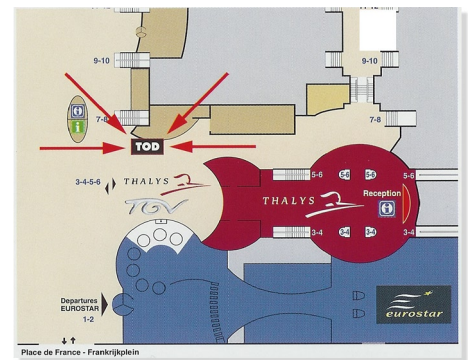 9-10
9-10
7-8
7-8
TOD
3-4-5-6
THALYS
TGV
THALYS
5-6
5-6
5-6
5-6
Reception
3-4
3-4
3-4
3-4
Departures
EUROSTAR
1-2
eurostar
Place de France - Frankrijkplein